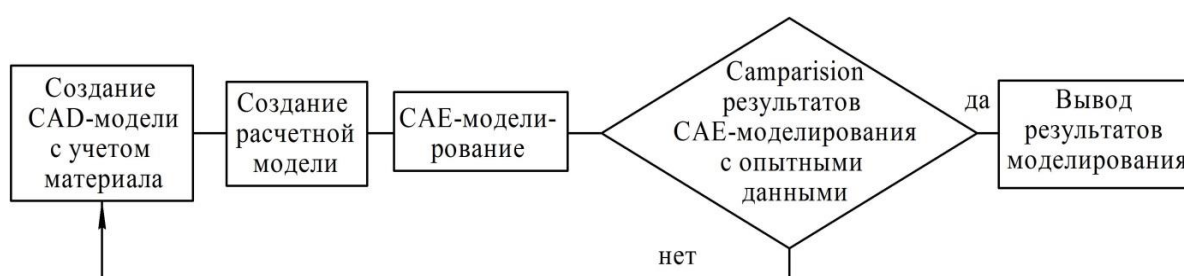 Создание
CAD-модели
с учетом
материала
Создание
расчетной
модели
CAE-модели-
рование
Camparision
результатов
CAE-моделирования
с опытными
данными
да
Вывод
результатов
моделирования
нет